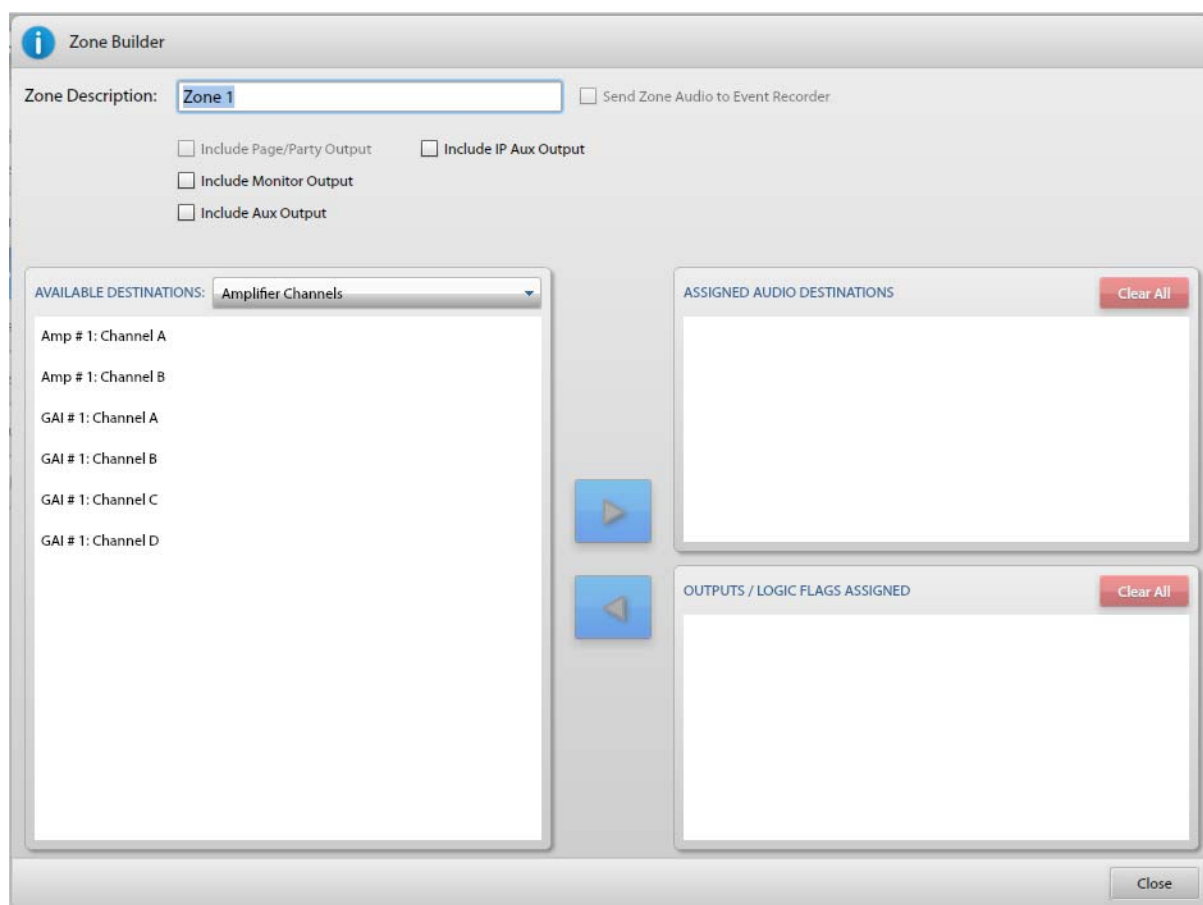 Zone Builder
Zone Description: Zone 1 Send Zone Audio to Event Recorder
Include Page/Party Output Include IP Aux Output
Include Monitor Output
Include Aux Output
AVAILABLE DESTINATIONS: Amplifier Channels
Amp # 1: Channel A
Amp # 1: Channel B
GAI # 1: Channel A
GAI # 1: Channel B
GAI # 1: Channel C
GAI # 1: Channel D
ASSIGNED AUDIO DESTINATIONS Clear All
OUTPUTS / LOGIC FLAGS ASSIGNED Clear All
Close